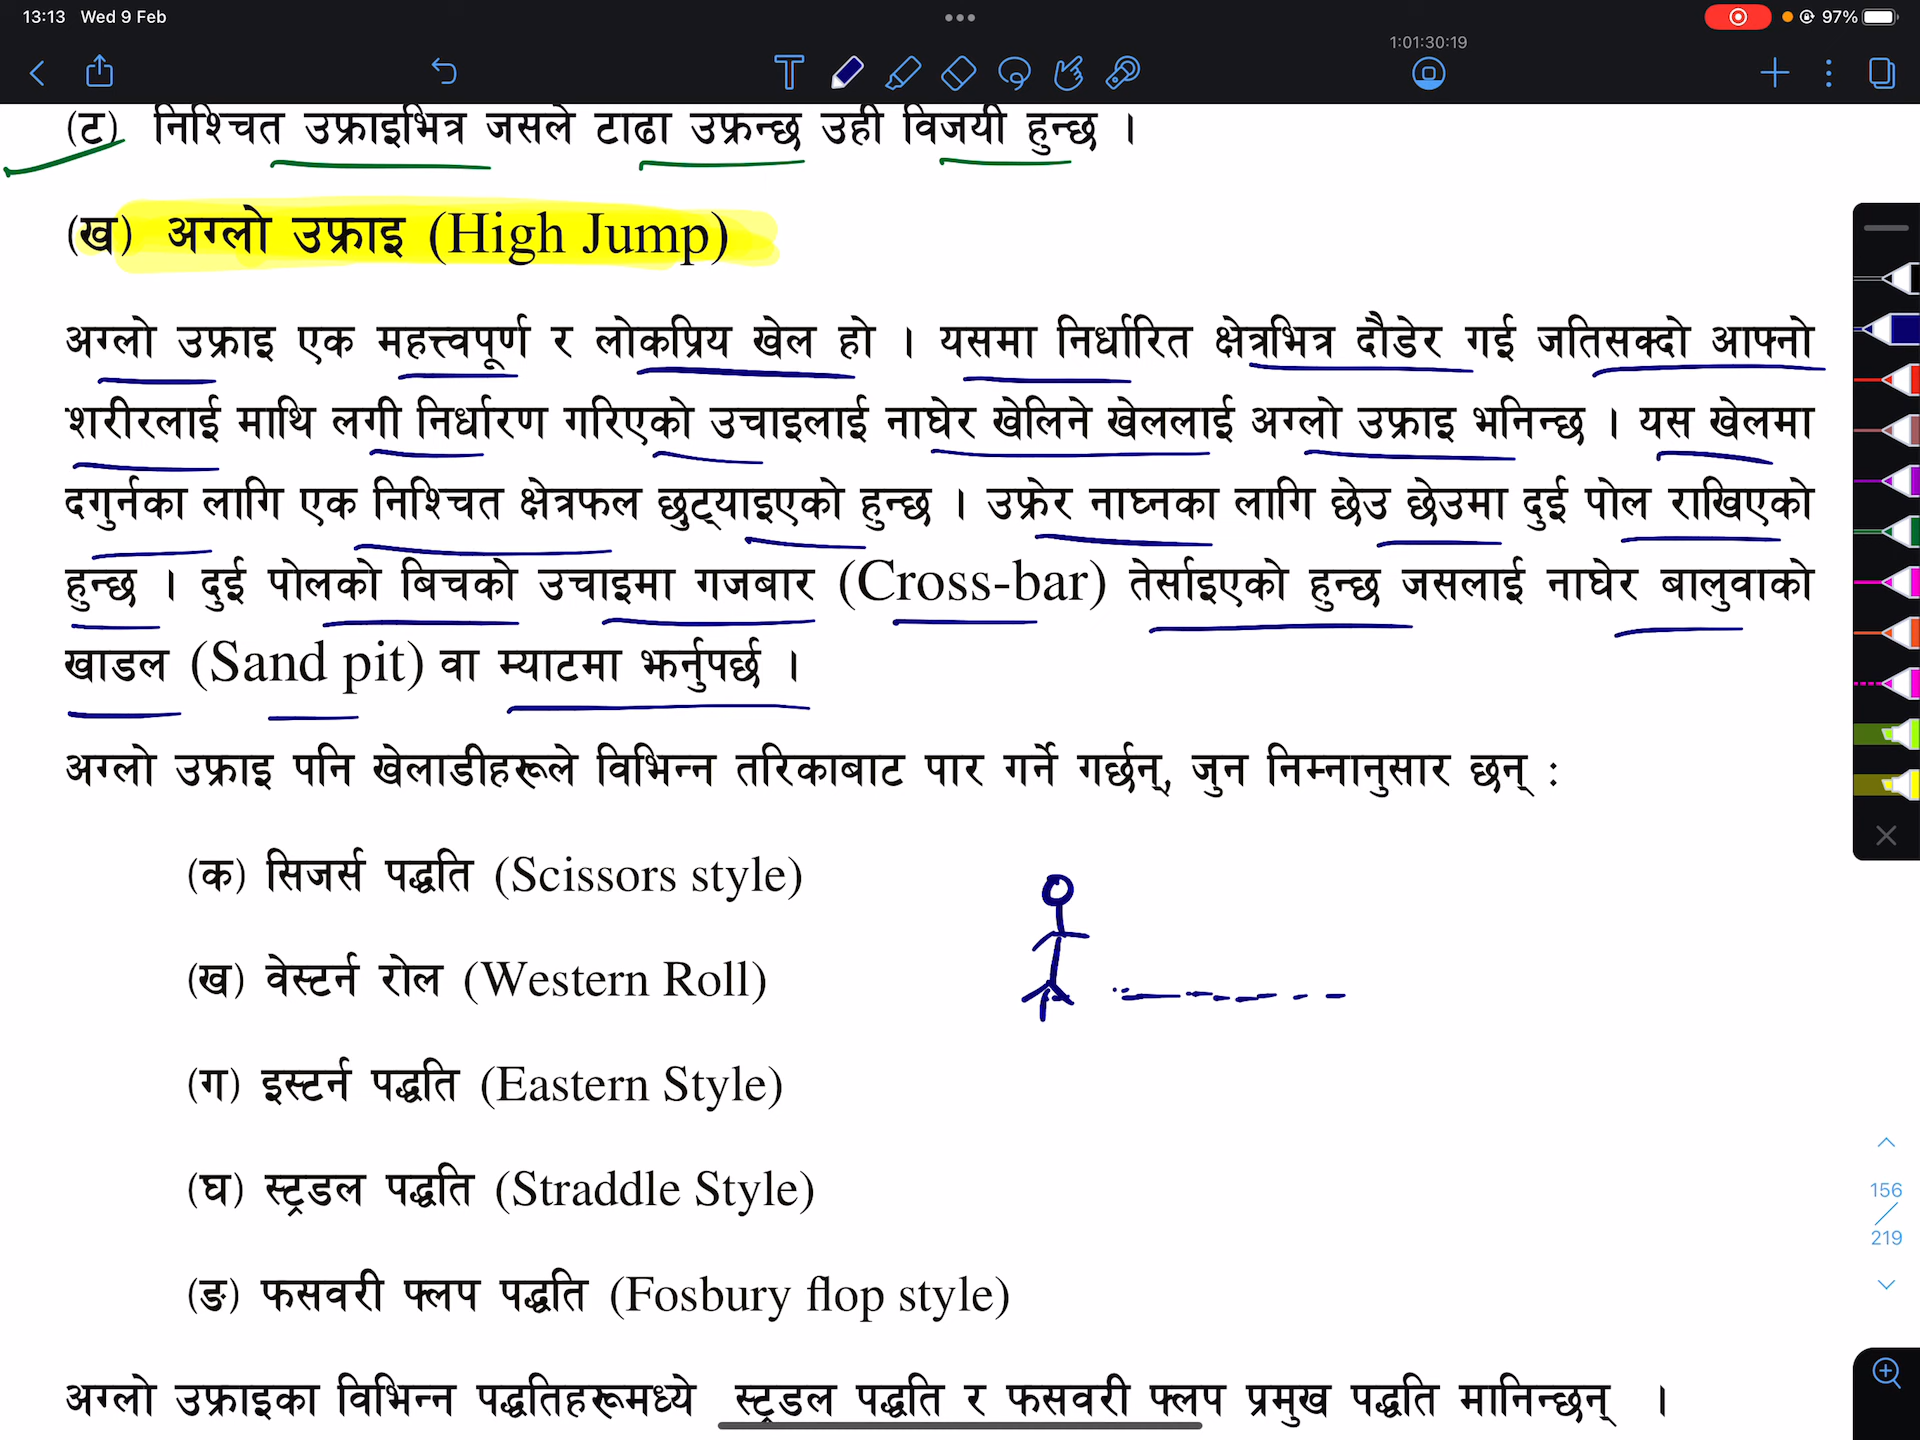 13:13 Wed 9 Feb
97%
1:01:30:19
(ट) निश्चित उफ्राइभित्र जसले टाढा उफ्रन्छ उही विजयी हुन्छ ।
(ख) अग्लो उफ्राइ (High Jump)
अग्लो उफ्राइ एक महत्त्वपूर्ण र लोकप्रिय खेल हो । यसमा निर्धारित क्षेत्रभित्र दौडेर गई जतिसक्दो आफ्नो
शरीरलाई माथि लगी निर्धारण गरिएको उचाइलाई नाघेर खेलिने खेललाई अग्लो उफ्राइ भनिन्छ । यस खेलमा
दगुर्नका लागि एक निश्चित क्षेत्रफल छुट्याइएको हुन्छ । उफ्रेर नाघ्नका लागि छेउ छेउमा दुई पोल राखिएको
हुन्छ । दुई पोलको बिचको उचाइमा गजबार (Cross-bar) तेर्साइएको हुन्छ जसलाई नाघेर बालुवाको
खाडल (Sand pit) वा म्याटमा झर्नुपर्छ ।
अग्लो उफ्राइ पनि खेलाडीहरूले विभिन्न तरिकाबाट पार गर्ने गर्छन्, जुन निम्नानुसार छन् :
(क) सिजर्स पद्धति (Scissors style)
(ख) वेस्टर्न रोल (Western Roll)
(ग) इस्टर्न पद्धति (Eastern Style)
(घ) स्ट्रडल पद्धति (Straddle Style)
156
219
(ङ) फसवरी फ्लप पद्धति (Fosbury flop style)
अग्लो उफ्राइका विभिन्न पद्धतिहरूमध्ये स्ट्रडल पद्धति र फसवरी फ्लप प्रमुख पद्धति मानिन्छन् ।